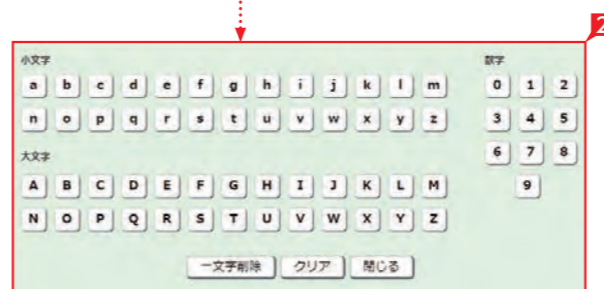 2
小文字
a b c d e f g h i j k l m
n o p q r s t u v w x y z
大文字
A B C D E F G H I J K L M
N O P Q R S T U V W X Y Z
数字
0 1 2
3 4 5
6 7 8
9
一文字削除 クリア 閉じる